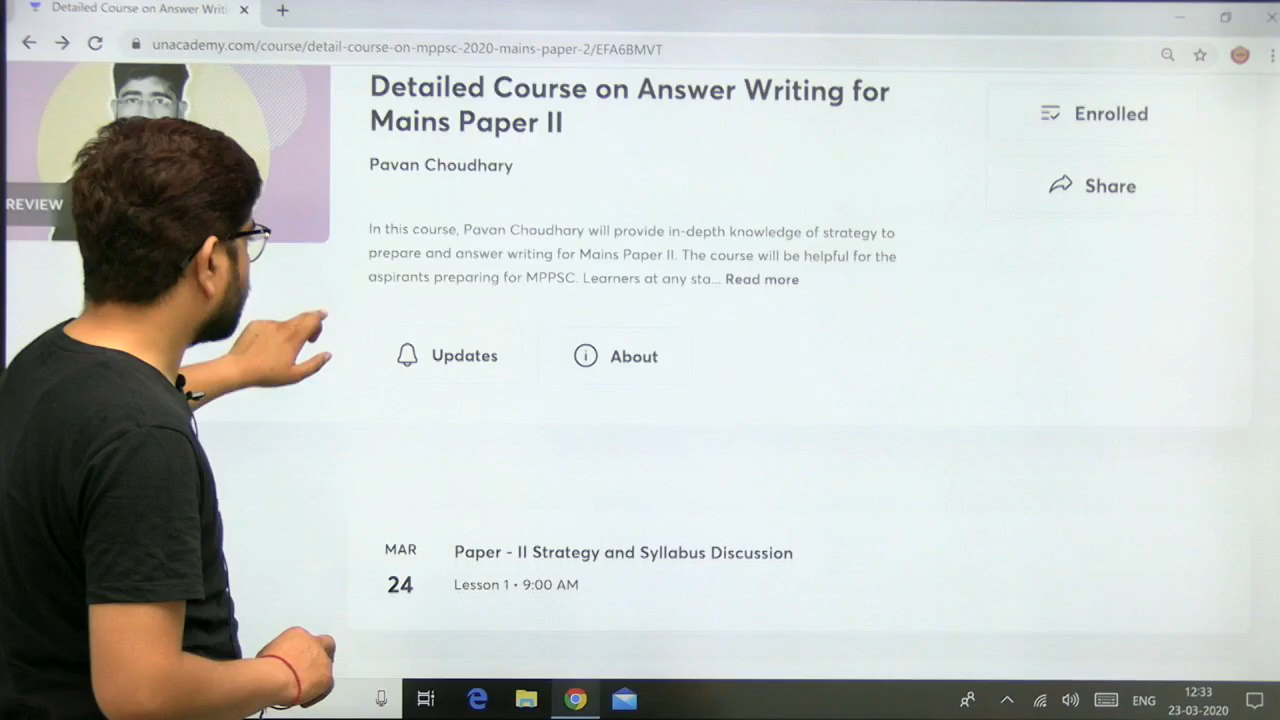 Detailed Course on Answer Writi
unacademy.com/course/detail-course-on-mppsc-2020-mains-paper-2/EFA6BMVT
Detailed Course on Answer Writing for
Mains Paper II
Pavan Choudhary
Enrolled
Share
REVIEW
In this course, Pavan Choudhary will provide in-depth knowledge of strategy to
prepare and answer writing for Mains Paper II. The course will be helpful for the
aspirants preparing for MPPSC. Learners at any sta... Read more
Updates
About
MAR
24
Paper - II Strategy and Syllabus Discussion
Lesson 1 • 9:00 AM
ENG
12:33
23-03-2020